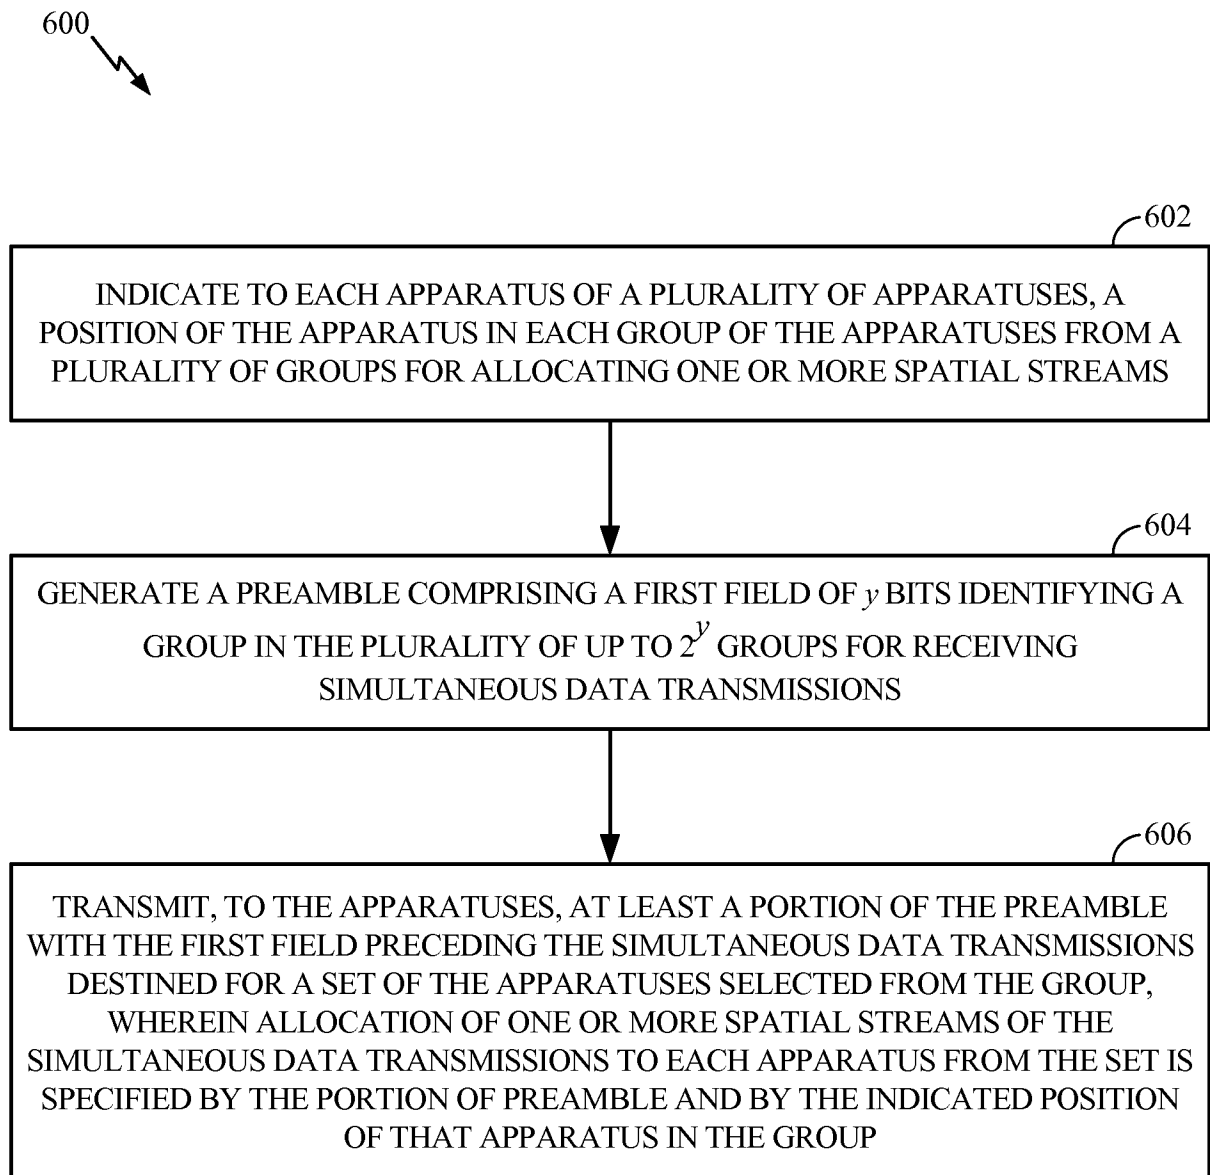 600
602
INDICATE TO EACH APPARATUS OF A PLURALITY OF APPARATUSES, A
POSITION OF THE APPARATUS IN EACH GROUP OF THE APPARATUSES FROM A
PLURALITY OF GROUPS FOR ALLOCATING ONE OR MORE SPATIAL STREAMS
604
GENERATE A PREAMBLE COMPRISING A FIRST FIELD OF y BITS IDENTIFYING A
GROUP IN THE PLURALITY OF UP TO 2^y GROUPS FOR RECEIVING
SIMULTANEOUS DATA TRANSMISSIONS
606
TRANSMIT, TO THE APPARATUSES, AT LEAST A PORTION OF THE PREAMBLE
WITH THE FIRST FIELD PRECEDING THE SIMULTANEOUS DATA TRANSMISSIONS
DESTINED FOR A SET OF THE APPARATUSES SELECTED FROM THE GROUP,
WHEREIN ALLOCATION OF ONE OR MORE SPATIAL STREAMS OF THE
SIMULTANEOUS DATA TRANSMISSIONS TO EACH APPARATUS FROM THE SET IS
SPECIFIED BY THE PORTION OF PREAMBLE AND BY THE INDICATED POSITION
OF THAT APPARATUS IN THE GROUP